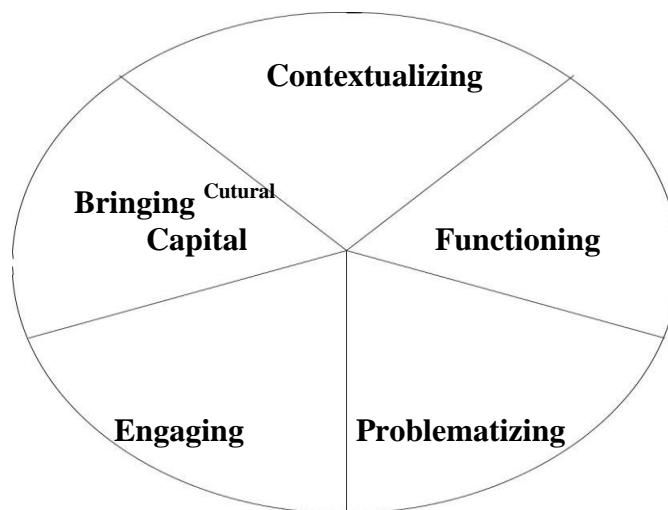 Contextualizing
Bringing Cutural
Capital
Functioning
Engaging
Problematizing